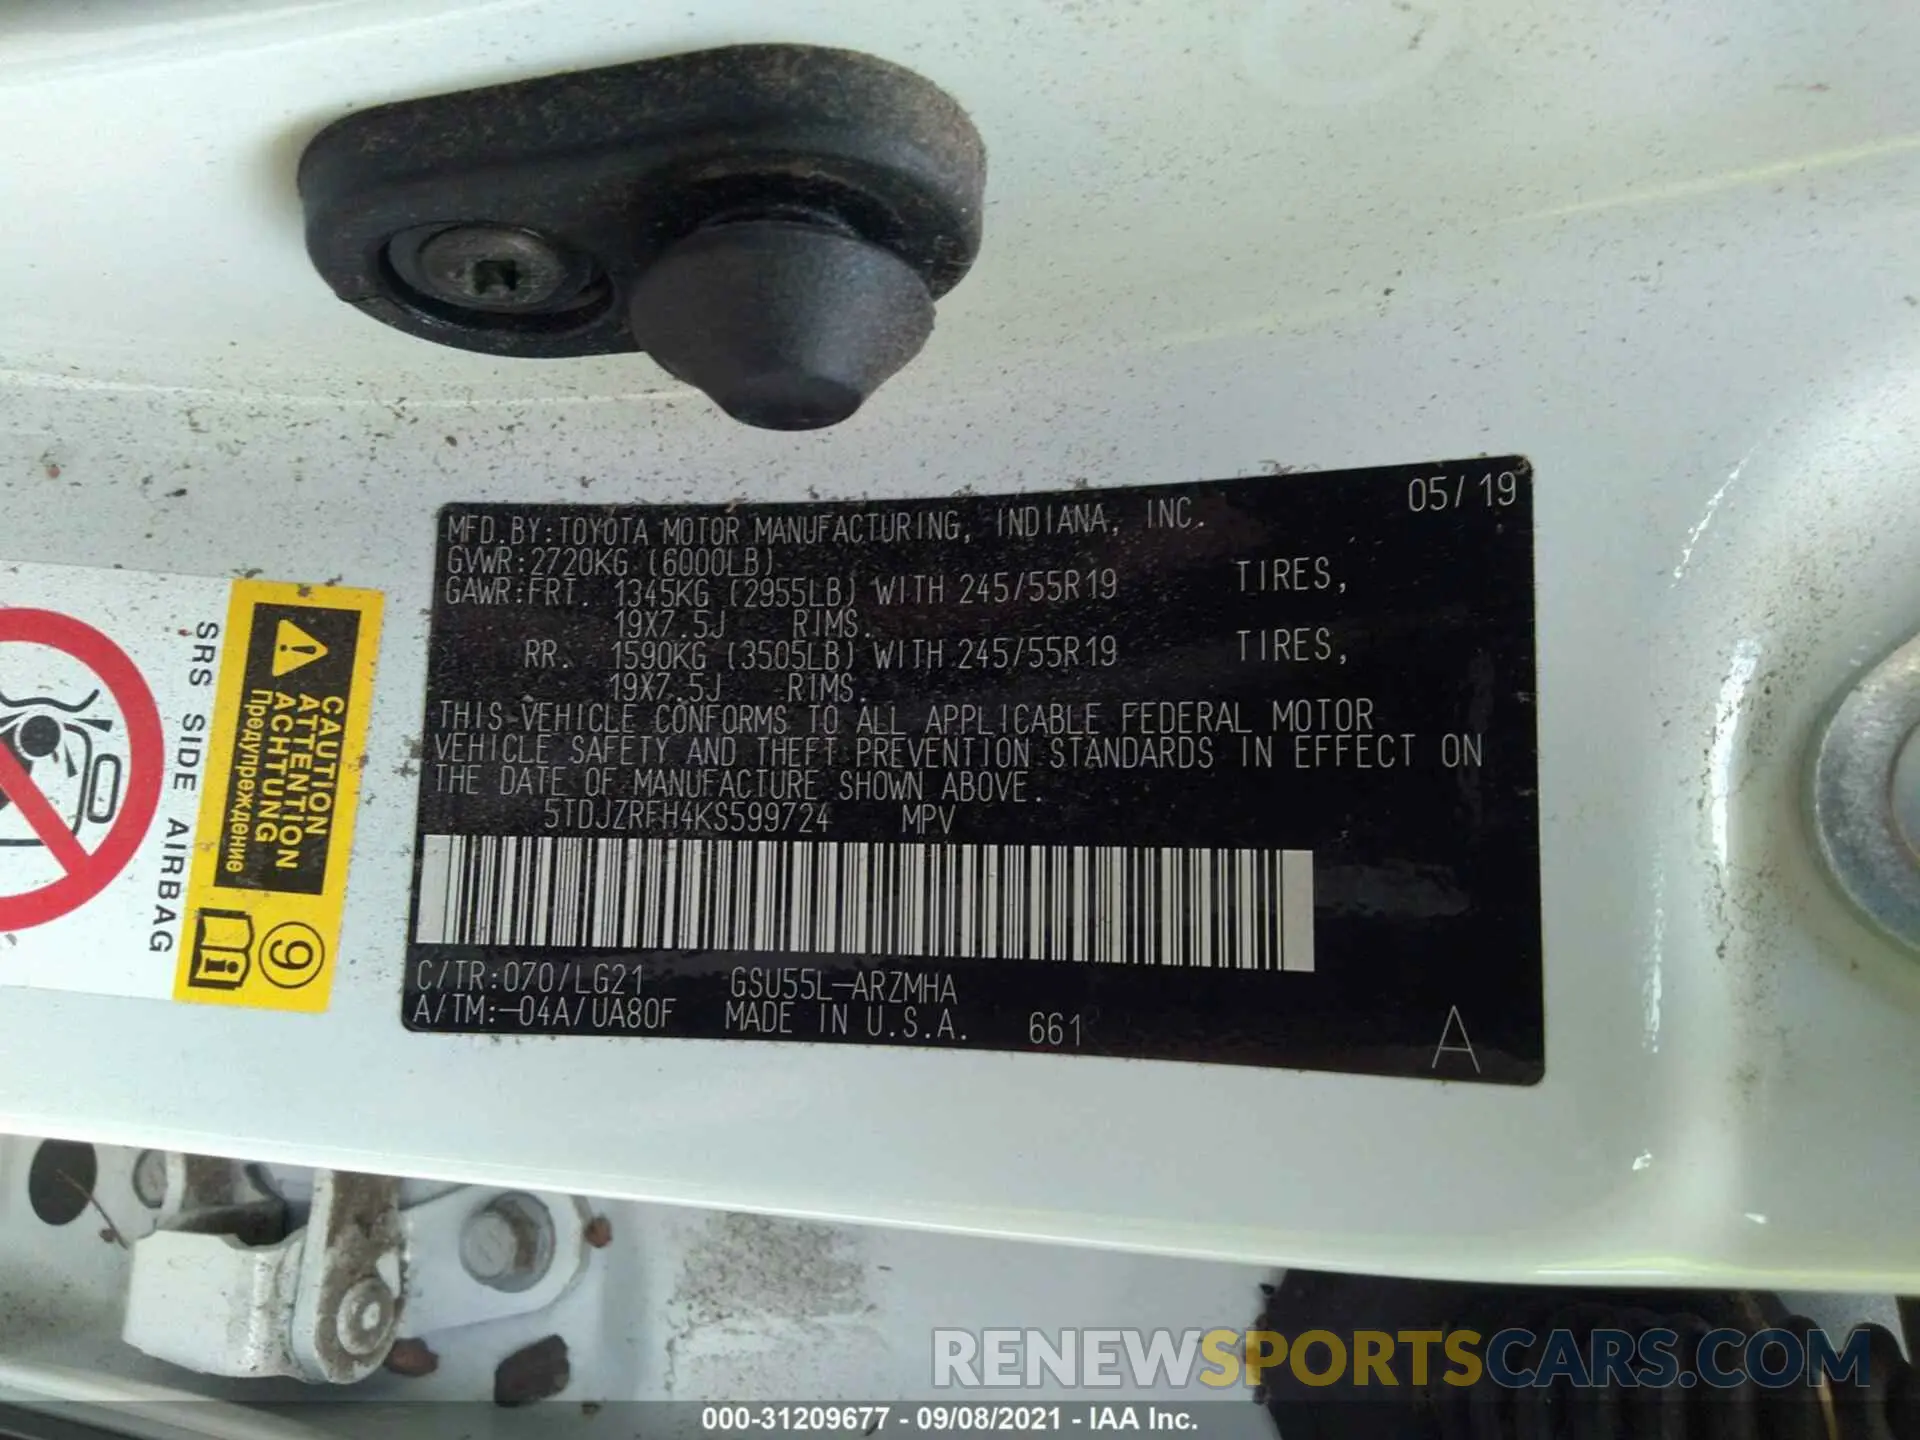 05/19
MFD.BY:TOYOTA MOTOR MANUFACTURING, INDIANA, INC.
GVWR:2720KG (6000LB)
GAWR:FRT. 1345KG (2955LB) WITH 245/55R19 TIRES,
19X7.5J RIMS.
RR. 1590KG (3505LB) WITH 245/55R19 TIRES,
19X7.5J RIMS.
THIS VEHICLE CONFORMS TO ALL APPLICABLE FEDERAL MOTOR
VEHICLE SAFETY AND THEFT PREVENTION STANDARDS IN EFFECT ON
THE DATE OF MANUFACTURE SHOWN ABOVE.
5TDJZRFH4KS599724 MPV
C/TR:070/LG21 GSU55L-ARZMHA
A/TM:-04A/UA80F MADE IN U.S.A. 661
A
CAUTION
ATTENTION
ACHTUNG
Предупреждение
SRS SIDE AIRBAG
9
i
RENEWSPORTSCARS.COM
000-31209677 - 09/08/2021 - IAA Inc.